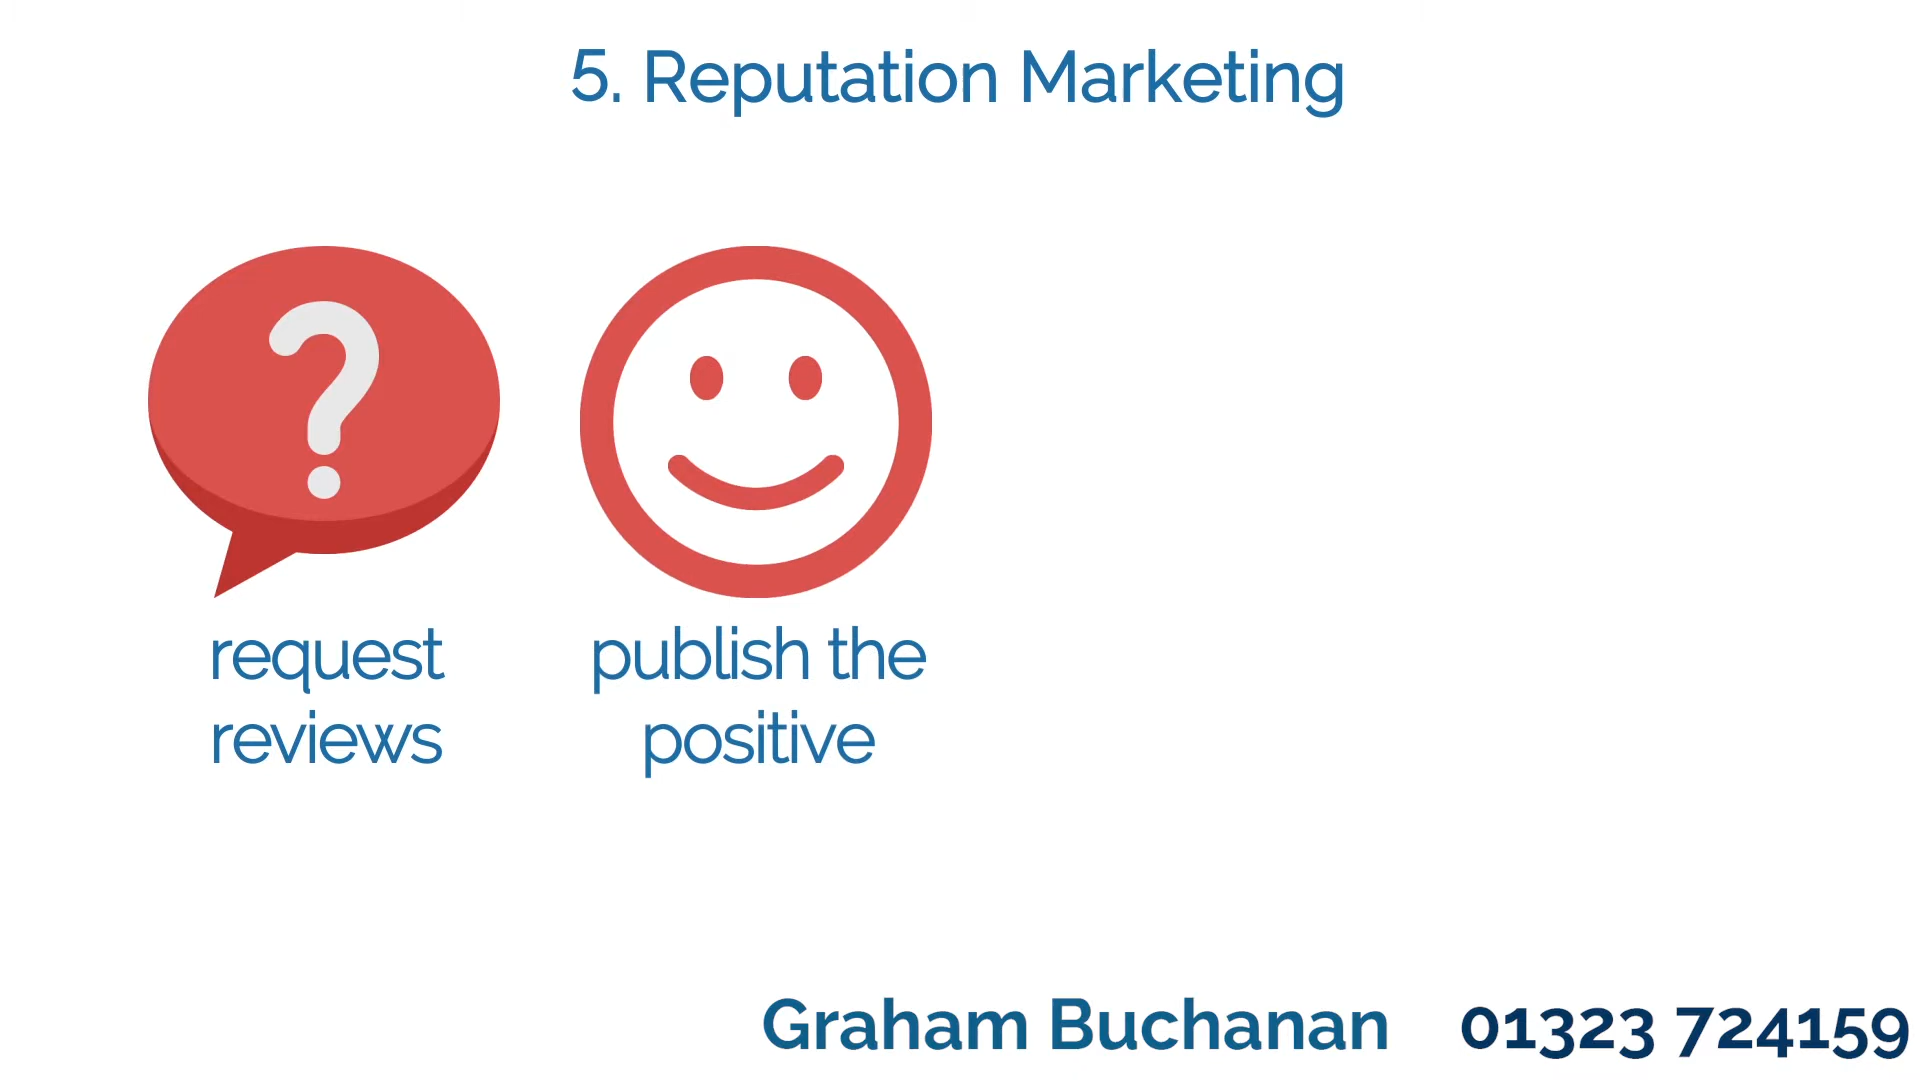 5. Reputation Marketing
?
request
reviews
publish the
positive
Graham Buchanan 01323 724159